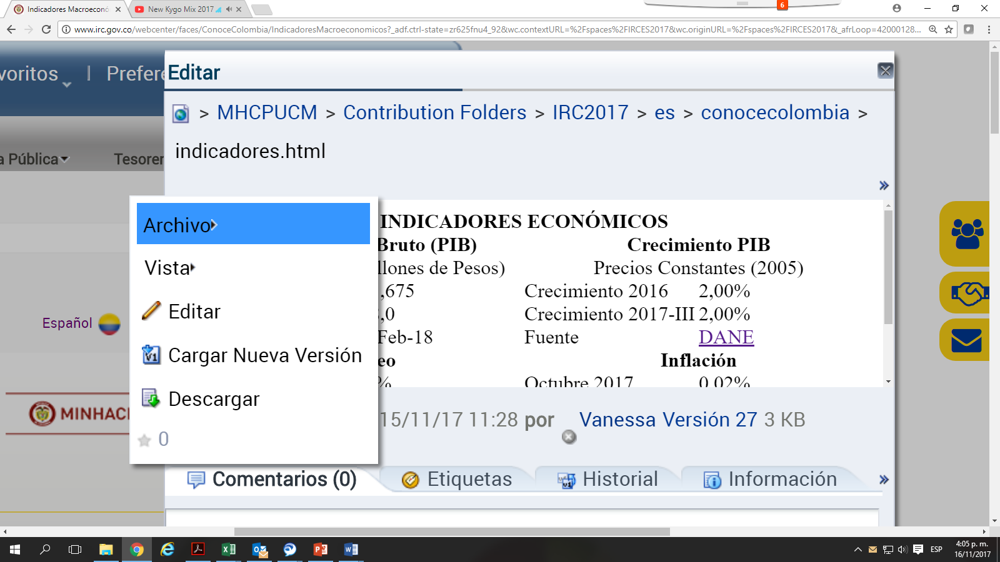 Indicadores Macroeconó
New Kygo Mix 2017
6
www.irc.gov.co/webcenter/faces/ConoceColombia/IndicadoresMacroeconomicos?_adf.ctrl-state=zr625fnu4_92&wc.contextURL=%2Fspaces%2FIRCES2017&wc.originURL=%2Fspaces%2FIRCES2017&_afrLoop=42000128...
voritos | Prefere
Editar
> MHCPUCM > Contribution Folders > IRC2017 > es > conocecolombia >
indicadores.html
a Pública
Tesorer
»
Archivo
Vista
Editar
Cargar Nueva Versión
Descargar
0
INDICADORES ECONÓMICOS
Bruto (PIB) Crecimiento PIB
llones de Pesos) Precios Constantes (2005)
,675 Crecimiento 2016 2,00%
,0 Crecimiento 2017-III 2,00%
Feb-18 Fuente DANE
eo Inflación
% Octubre 2017 0,02%
Español
MINHAC
15/11/17 11:28 por Vanessa Versión 27 3 KB
Comentarios (0) Etiquetas Historial Información »
ESP
4:05 p. m.
16/11/2017